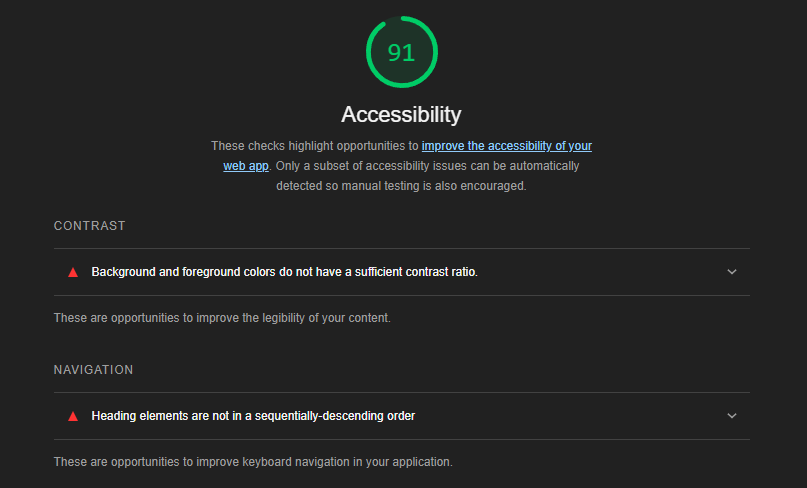 91
Accessibility
These checks highlight opportunities to improve the accessibility of your
web app. Only a subset of accessibility issues can be automatically
detected so manual testing is also encouraged.
CONTRAST
Background and foreground colors do not have a sufficient contrast ratio.
These are opportunities to improve the legibility of your content.
NAVIGATION
Heading elements are not in a sequentially-descending order
These are opportunities to improve keyboard navigation in your application.